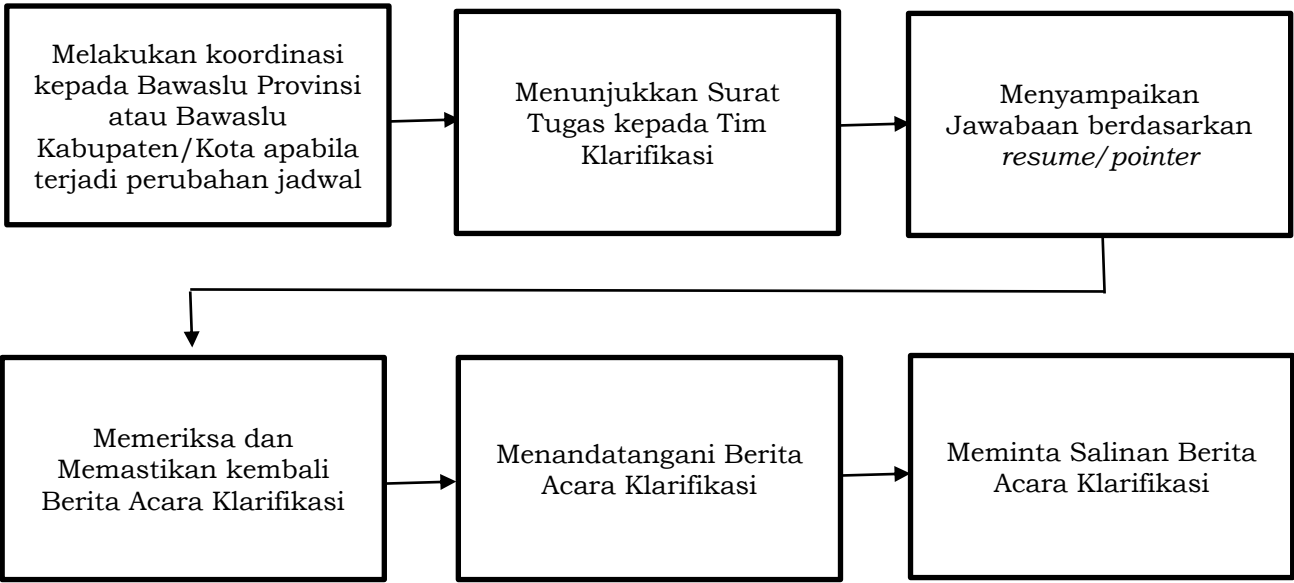 Melakukan koordinasi
kepada Bawaslu Provinsi
atau Bawaslu
Kabupaten/Kota apabila
terjadi perubahan jadwal
Menunjukkan Surat
Tugas kepada Tim
Klarifikasi
Menyampaikan
Jawabaan berdasarkan
resume/pointer
Memeriksa dan
Memastikan kembali
Berita Acara Klarifikasi
Menandatangani Berita
Acara Klarifikasi
Meminta Salinan Berita
Acara Klarifikasi